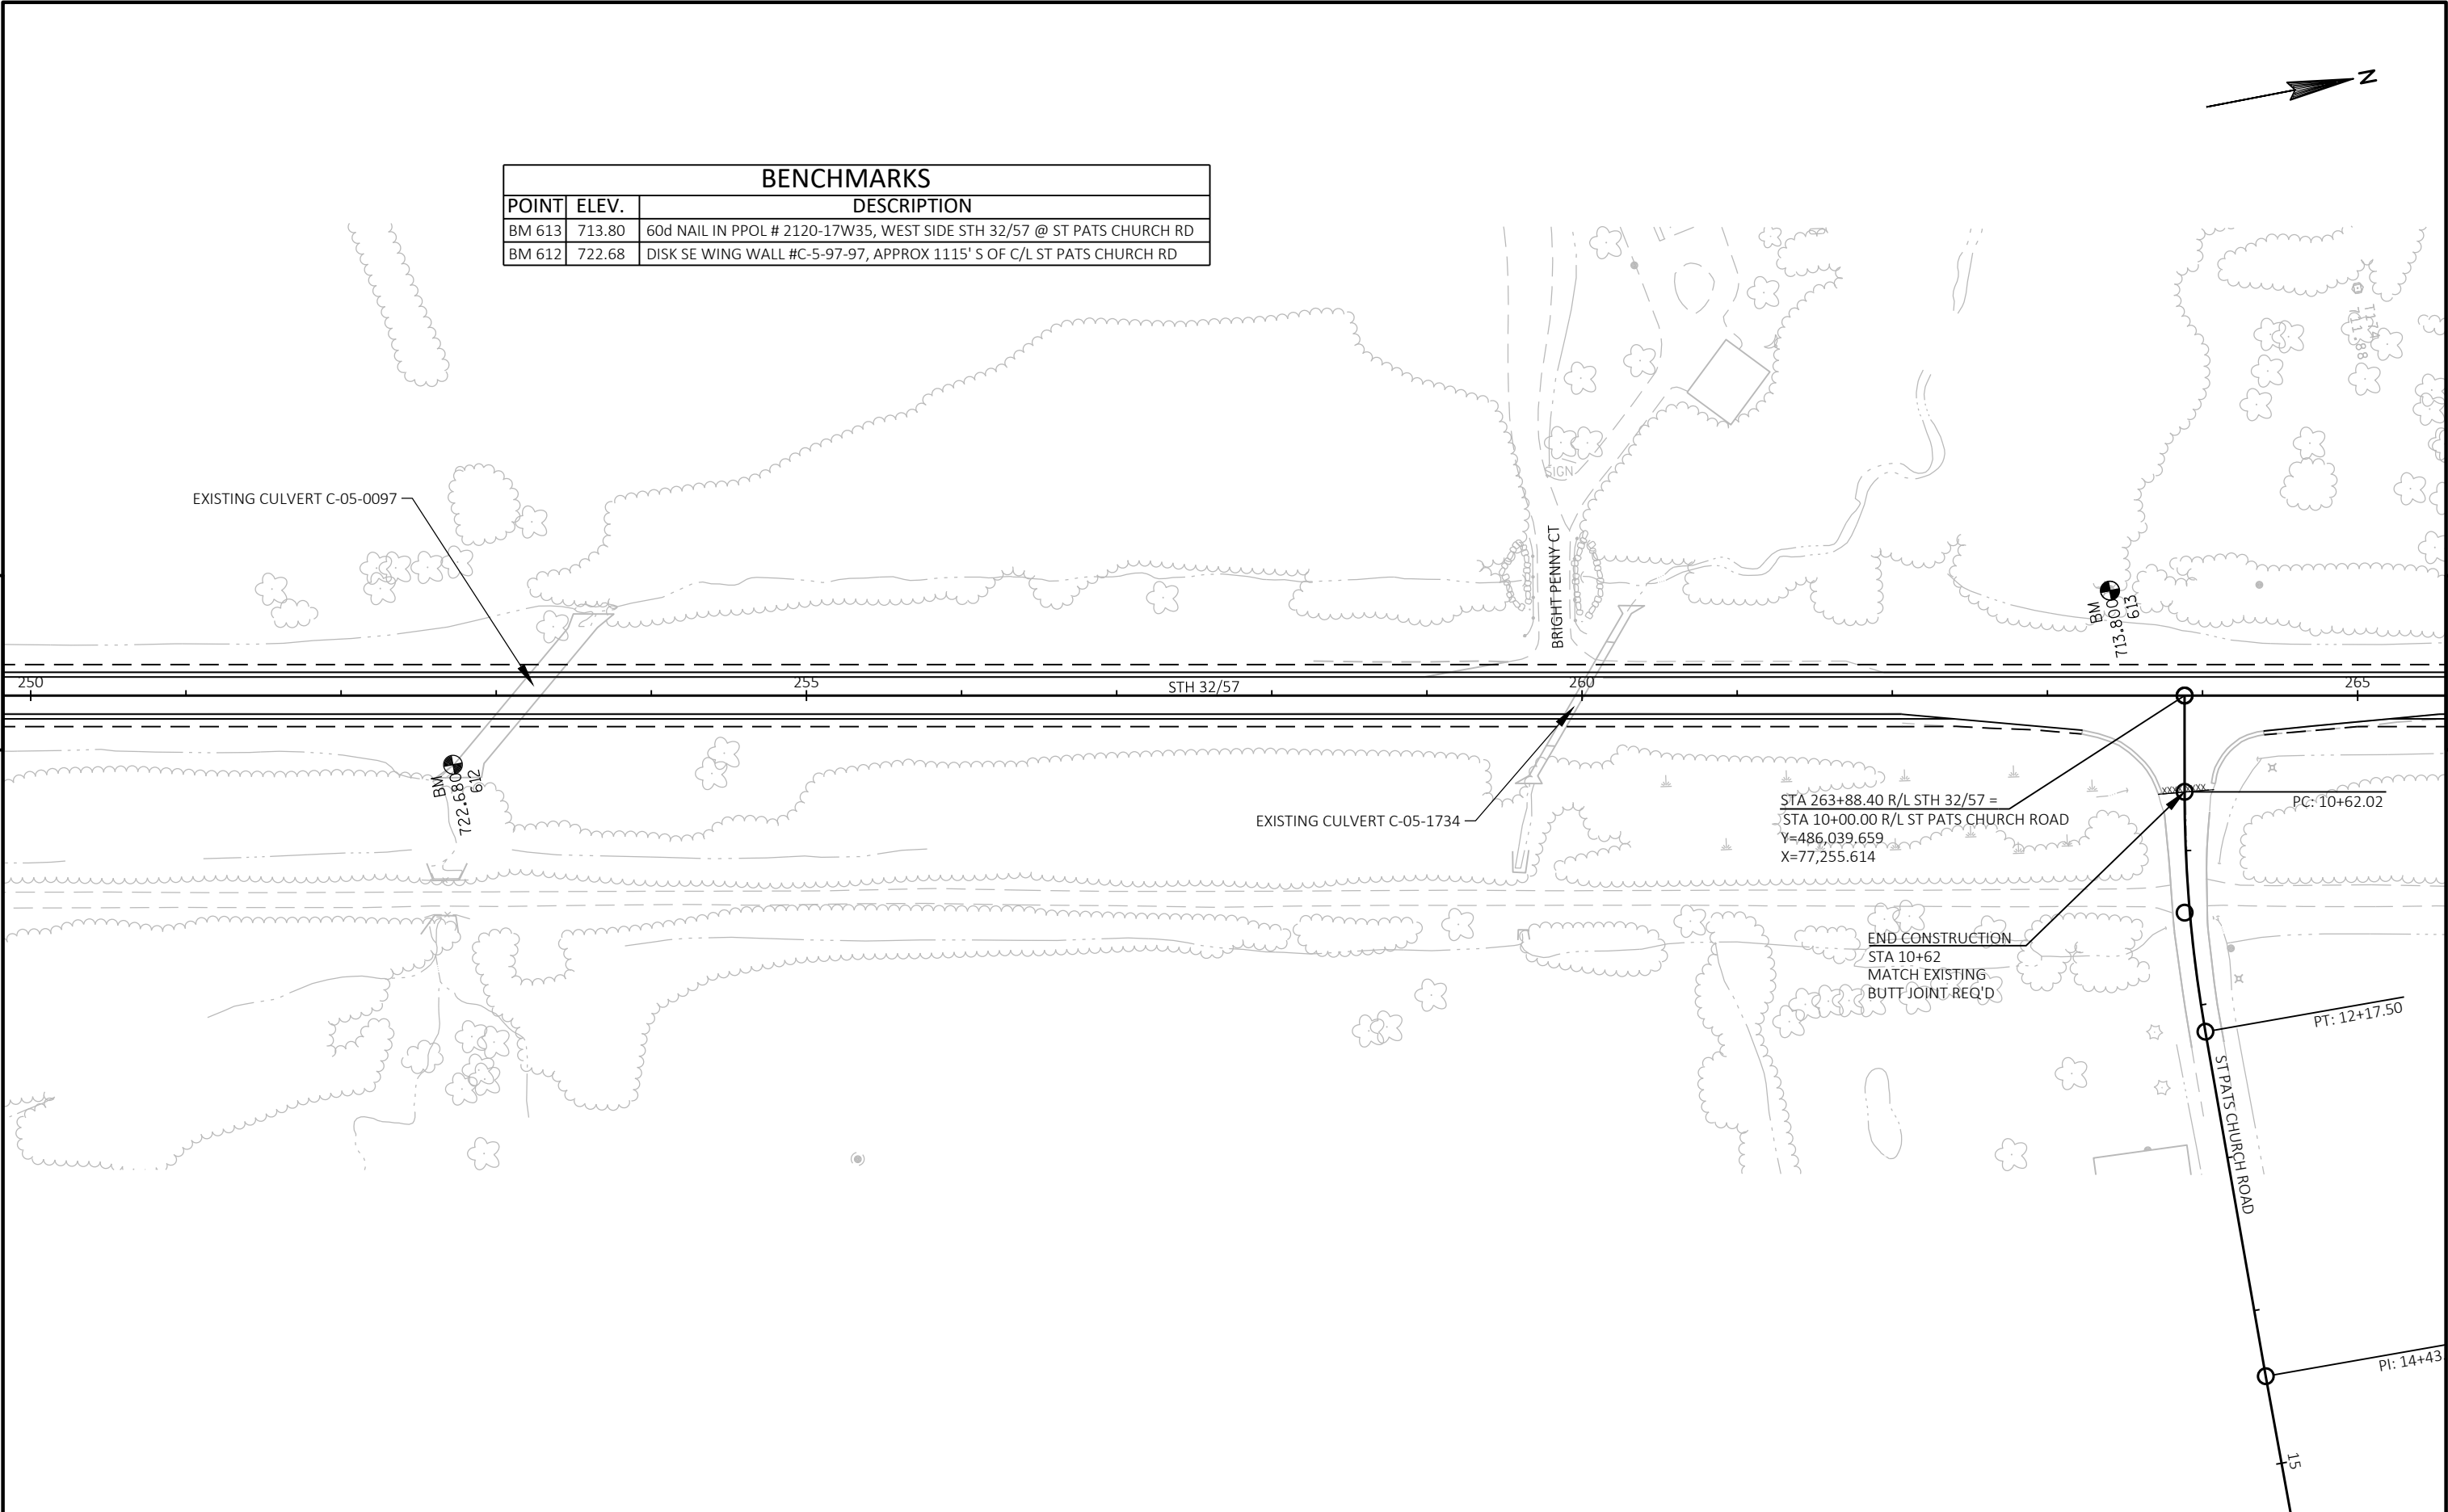 N
BENCHMARKS
POINT ELEV. DESCRIPTION
BM 613 713.80 60d NAIL IN PPOL # 2120-17W35, WEST SIDE STH 32/57 @ ST PATS CHURCH RD
BM 612 722.68 DISK SE WING WALL #C-5-97-97, APPROX 1115' S OF C/L ST PATS CHURCH RD
SIGN
EXISTING CULVERT C-05-0097
BRIGHT PENNY CT
BM
713.800
613
250
255
STH 32/57
260
265
BM
722.680
612
EXISTING CULVERT C-05-1734
STA 263+88.40 R/L STH 32/57 =
STA 10+00.00 R/L ST PATS CHURCH ROAD
Y=486,039.659
X=77,255.614
PC: 10+62.02
END CONSTRUCTION
STA 10+62
MATCH EXISTING
BUTT JOINT REQ'D
PT: 12+17.50
ST PATS CHURCH ROAD
PI: 14+43
15